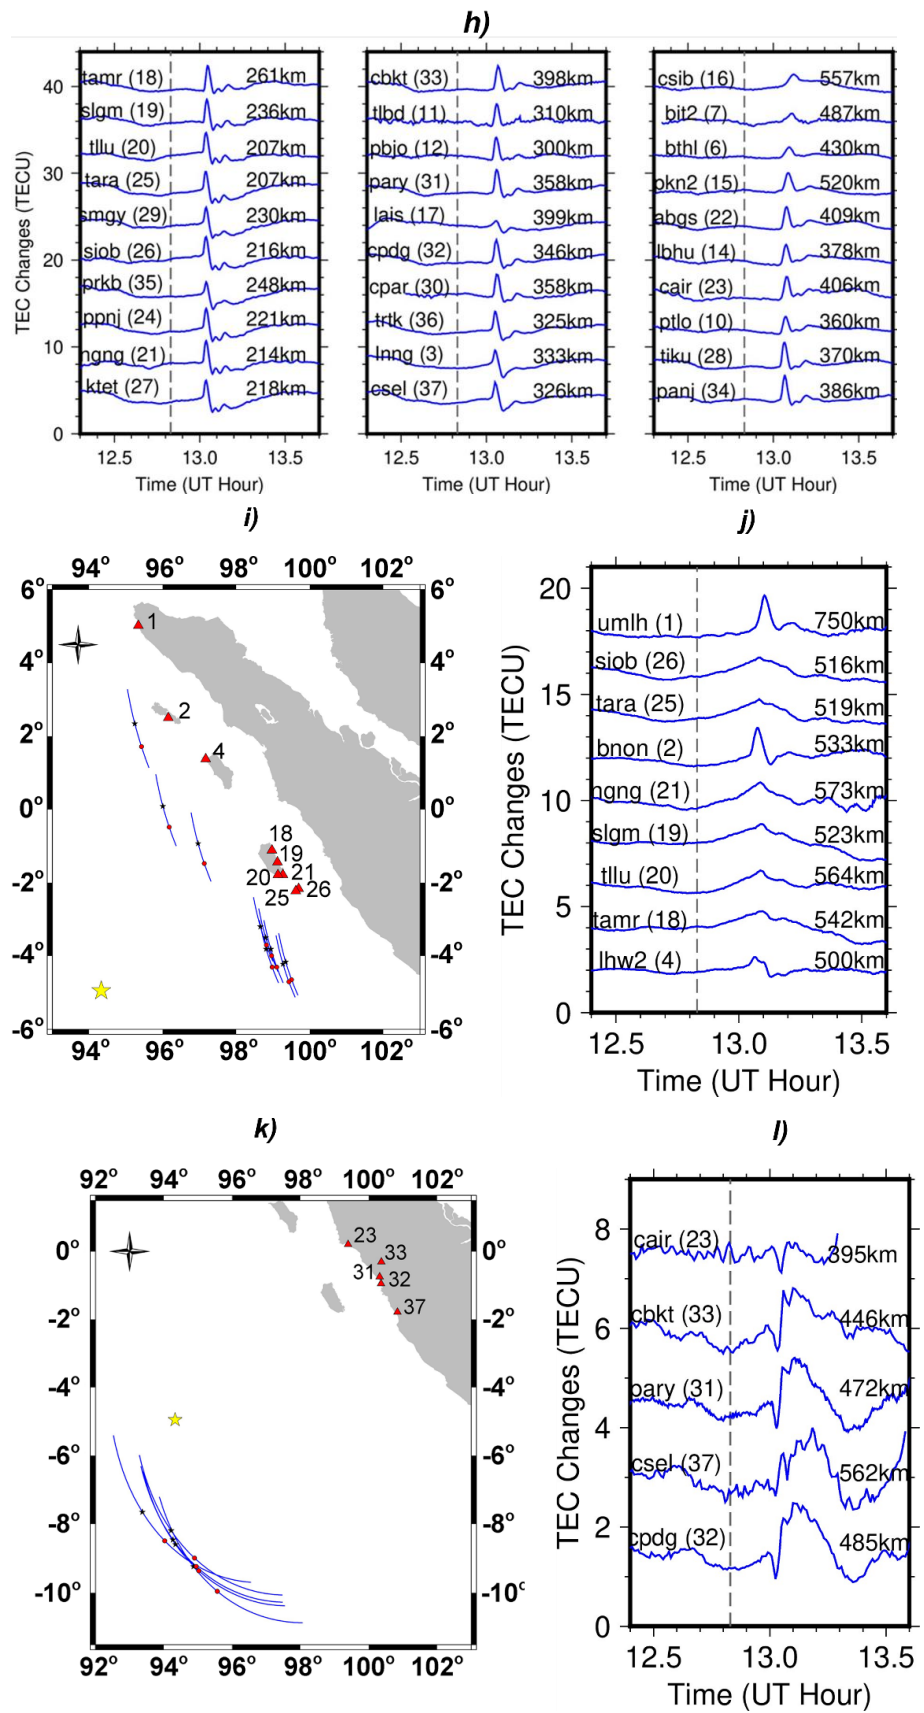 h)
TEC Changes (TECU)
40
30
20
10
0
tamr (18) 261km
slgm (19) 236km
tllu (20) 207km
tara (25) 207km
smgy (29) 230km
siob (26) 216km
prkb (35) 248km
ppnj (24) 221km
ngng (21) 214km
ktet (27) 218km
12.5 13.0 13.5
Time (UT Hour)
cbkt (33) 398km
tlbd (11) 310km
pbjo (12) 300km
pary (31) 358km
lais (17) 399km
cpdg (32) 346km
cpar (30) 358km
trtk (36) 325km
lnng (3) 333km
csel (37) 326km
12.5 13.0 13.5
Time (UT Hour)
csib (16) 557km
bit2 (7) 487km
bthl (6) 430km
pkn2 (15) 520km
abgs (22) 409km
lbhu (14) 378km
cair (23) 406km
ptlo (10) 360km
tiku (28) 370km
panj (34) 386km
12.5 13.0 13.5
Time (UT Hour)
i)
94° 96° 98° 100° 102°
6° 6°
4° 4°
2° 2°
0° 0°
-2° -2°
-4° -4°
-6° -6°
1
2
4
18
19
20 21
25 26
94° 96° 98° 100° 102°
j)
TEC Changes (TECU)
20
15
10
5
0
umlh (1) 750km
siob (26) 516km
tara (25) 519km
bnon (2) 533km
ngng (21) 573km
slgm (19) 523km
tllu (20) 564km
tamr (18) 542km
lhw2 (4) 500km
12.5 13.0 13.5
Time (UT Hour)
k)
92° 94° 96° 98° 100° 102°
0° 0°
-2° -2°
-4° -4°
-6° -6°
-8° -8°
-10° -10°
23
33
31 32
37
92° 94° 96° 98° 100° 102°
l)
TEC Changes (TECU)
8
6
4
2
0
cair (23) 395km
cbkt (33) 446km
pary (31) 472km
csel (37) 562km
cpdg (32) 485km
12.5 13.0 13.5
Time (UT Hour)